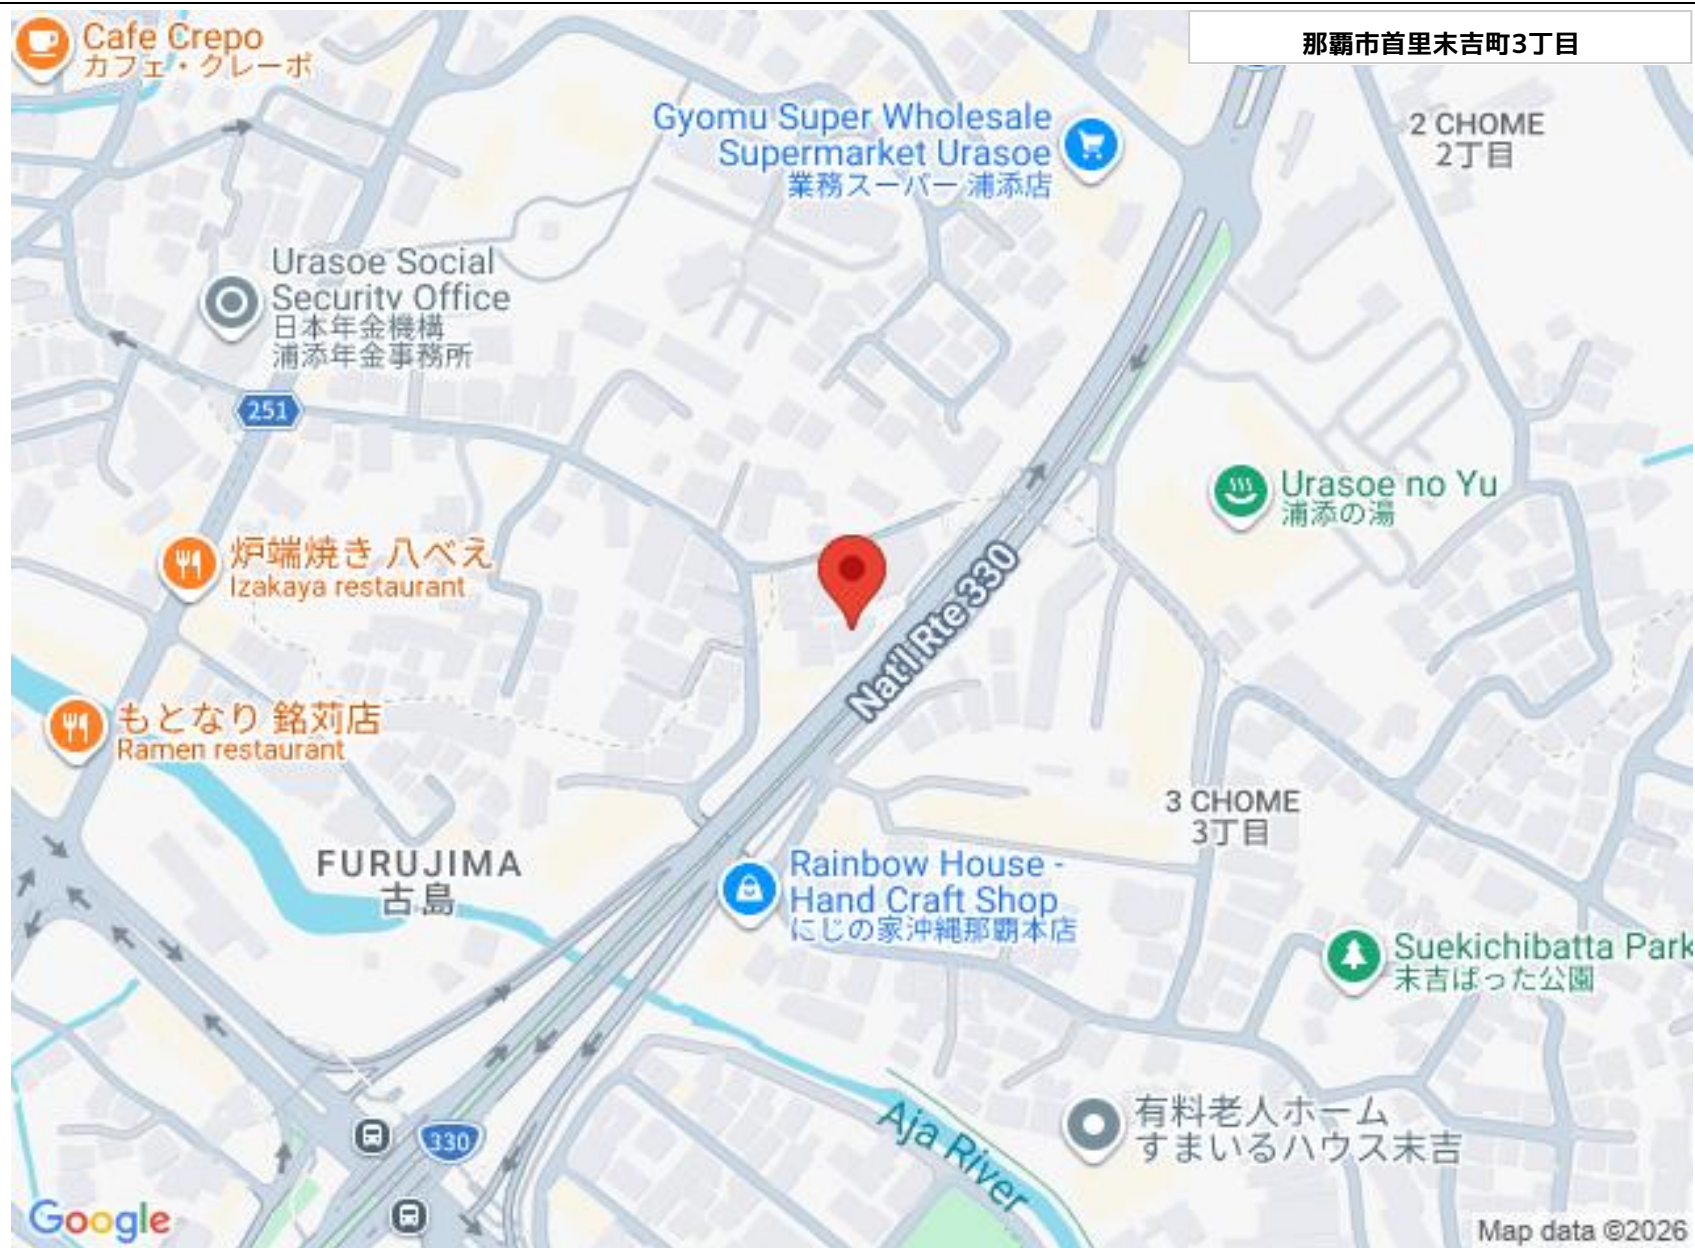 那覇市首里末吉町3丁目
Cafe Crepo
カフェ・クレーポ
Gyomu Super Wholesale
Supermarket Urasoe
業務スーパー 浦添店
2 CHOME
2丁目
Urasoe Social
Security Office
日本年金機構
浦添年金事務所
251
Urasoe no Yu
浦添の湯
炉端焼き 八べえ
Izakaya restaurant
Nat'l Rte 330
もとなり 銘苅店
Ramen restaurant
3 CHOME
3丁目
FURUJIMA
古島
Rainbow House -
Hand Craft Shop
にじの家沖縄那覇本店
Suekichibatta Park
末吉ばった公園
Aja River
有料老人ホーム
すまいるハウス末吉
330
Google
Map data ©2026